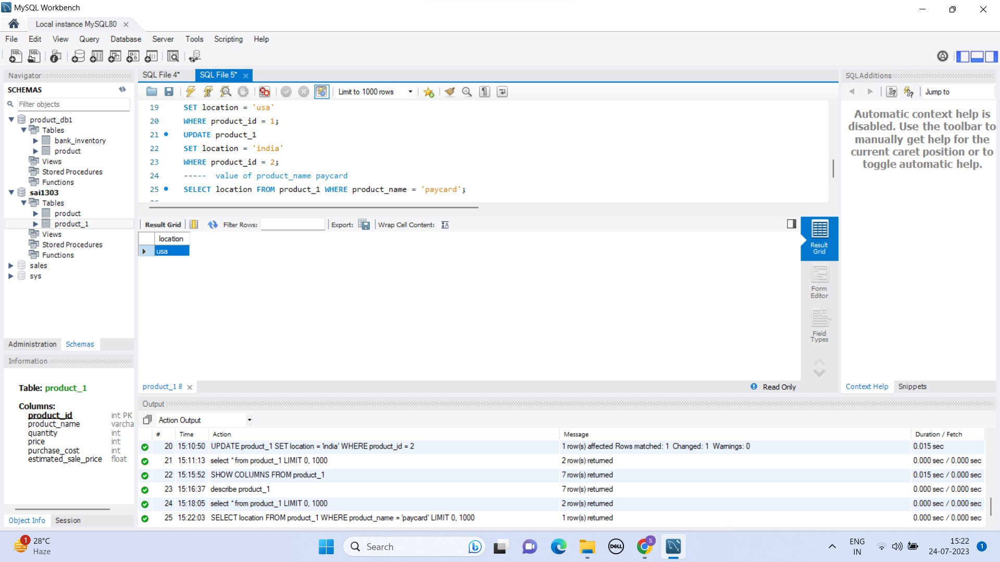 MySQL Workbench
Local instance MySQL80
File Edit View Query Database Server Tools Scripting Help
Navigator
SCHEMAS
Filter objects
product_db1
Tables
bank_inventory
product
Views
Stored Procedures
Functions
sai1303
Tables
product
product_1
Views
Stored Procedures
Functions
sales
sys
Administration Schemas
Information
Table: product_1
Columns:
product_id int PK
product_name varcha
quantity int
price int
purchase_cost int
estimated_sale_price float
Object Info Session
SQL File 4* SQL File 5*
Limit to 1000 rows
19 SET location = 'usa'
20 WHERE product_id = 1;
21 UPDATE product_1
22 SET location = 'india'
23 WHERE product_id = 2;
24 ----- value of product_name paycard
25 SELECT location FROM product_1 WHERE product_name = 'paycard';
Result Grid Filter Rows: Export: Wrap Cell Content:
location
usa
Result Grid
Form Editor
Field Types
product_1 8 Read Only
SQLAdditions
Jump to
Automatic context help is
disabled. Use the toolbar to
manually get help for the
current caret position or to
toggle automatic help.
Context Help Snippets
Output
Action Output
# Time Action Message Duration / Fetch
20 15:10:50 UPDATE product_1 SET location = 'india' WHERE product_id = 2 1 row(s) affected Rows matched: 1 Changed: 1 Warnings: 0 0.015 sec
21 15:11:13 select * from product_1 LIMIT 0, 1000 2 row(s) returned 0.000 sec / 0.000 sec
22 15:15:52 SHOW COLUMNS FROM product_1 7 row(s) returned 0.015 sec / 0.000 sec
23 15:16:37 describe product_1 7 row(s) returned 0.000 sec / 0.000 sec
24 15:18:05 select * from product_1 LIMIT 0, 1000 2 row(s) returned 0.000 sec / 0.000 sec
25 15:22:03 SELECT location FROM product_1 WHERE product_name = 'paycard' LIMIT 0, 1000 1 row(s) returned 0.000 sec / 0.000 sec
1 28°C
Haze
Search
DELL
S
ENG
IN
15:22
24-07-2023
1